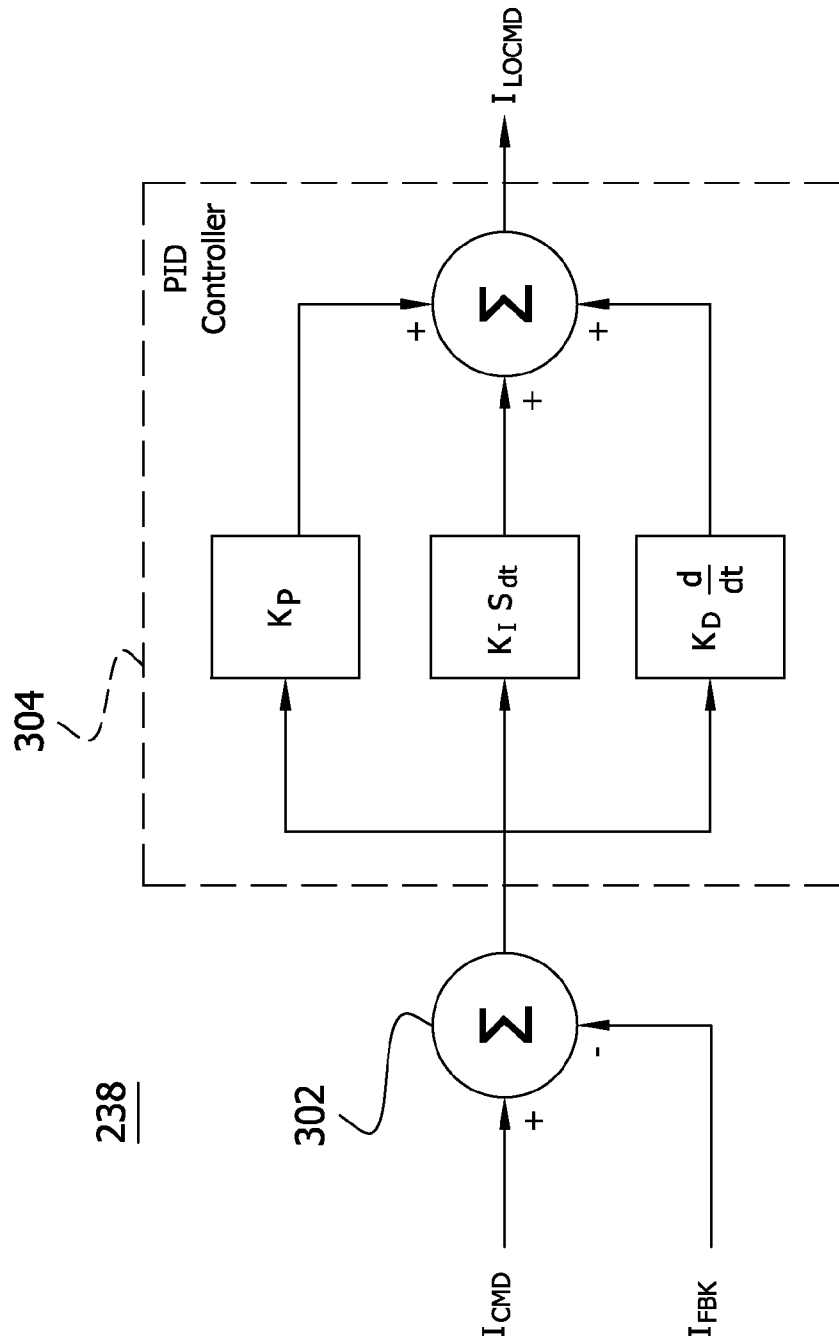 238
304
302
PID
Controller
I_CMD
+
Σ
-
I_FBK
K_P
K_I S dt
K_D d/dt
+
+
+
Σ
I_LOCMD